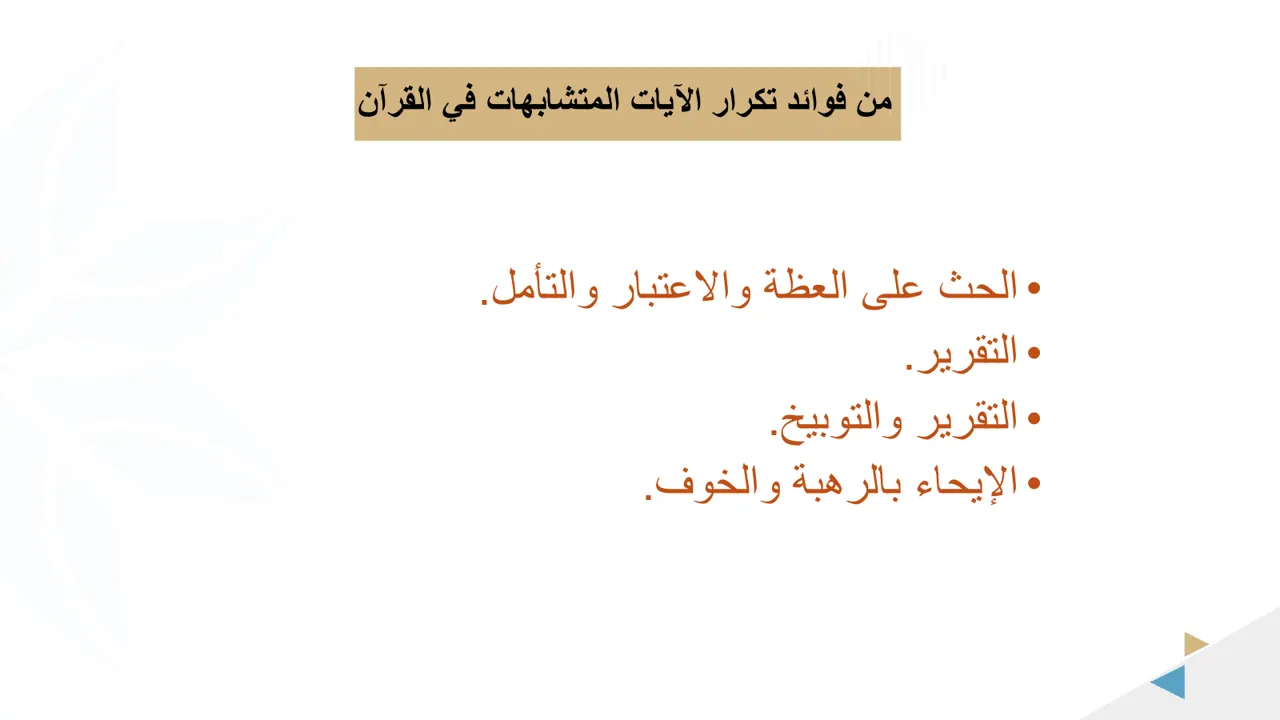 من فوائد تكرار الآيات المتشابهات في القرآن
• الحث على العظة والاعتبار والتأمل.
• التقرير.
• التقرير والتوبيخ.
• الإيحاء بالرهبة والخوف.